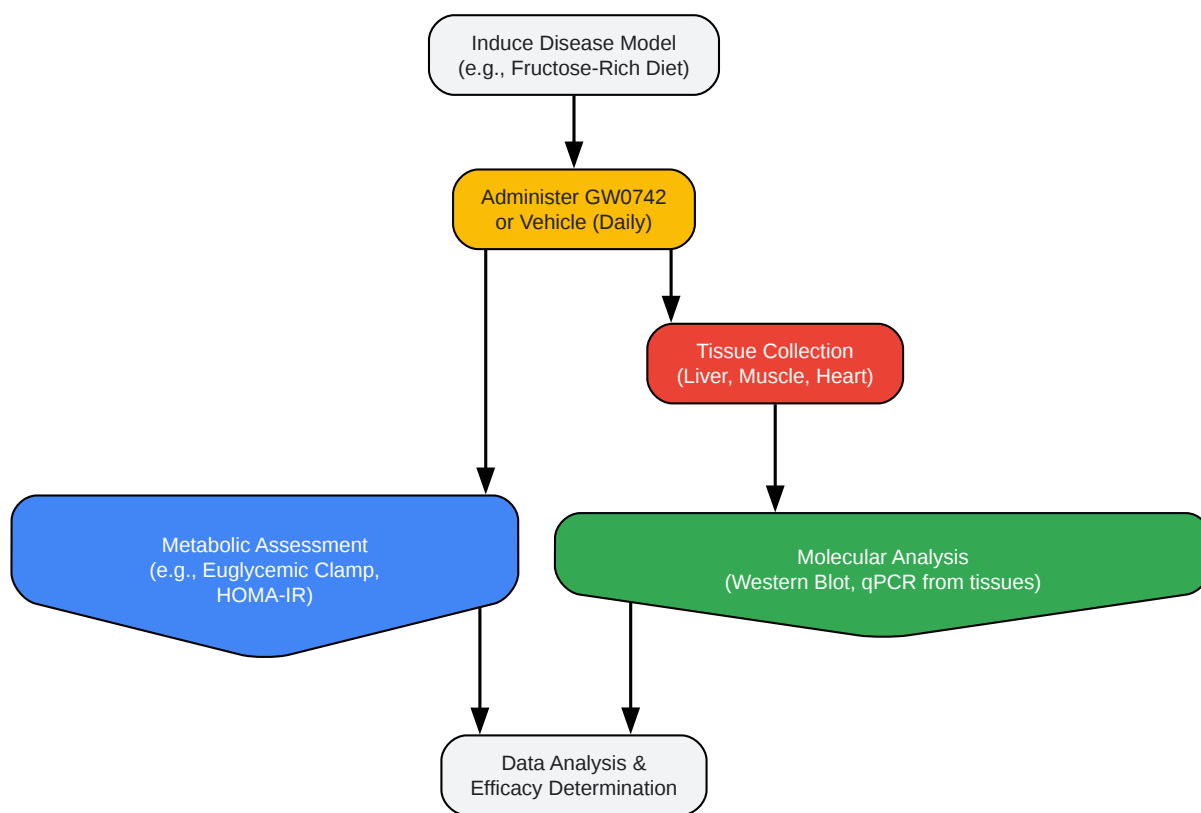 Induce Disease Model
(e.g., Fructose-Rich Diet)
Administer GW0742
or Vehicle (Daily)
Tissue Collection
(Liver, Muscle, Heart)
Metabolic Assessment
(e.g., Euglycemic Clamp,
HOMA-IR)
Molecular Analysis
(Western Blot, qPCR from tissues)
Data Analysis &
Efficacy Determination